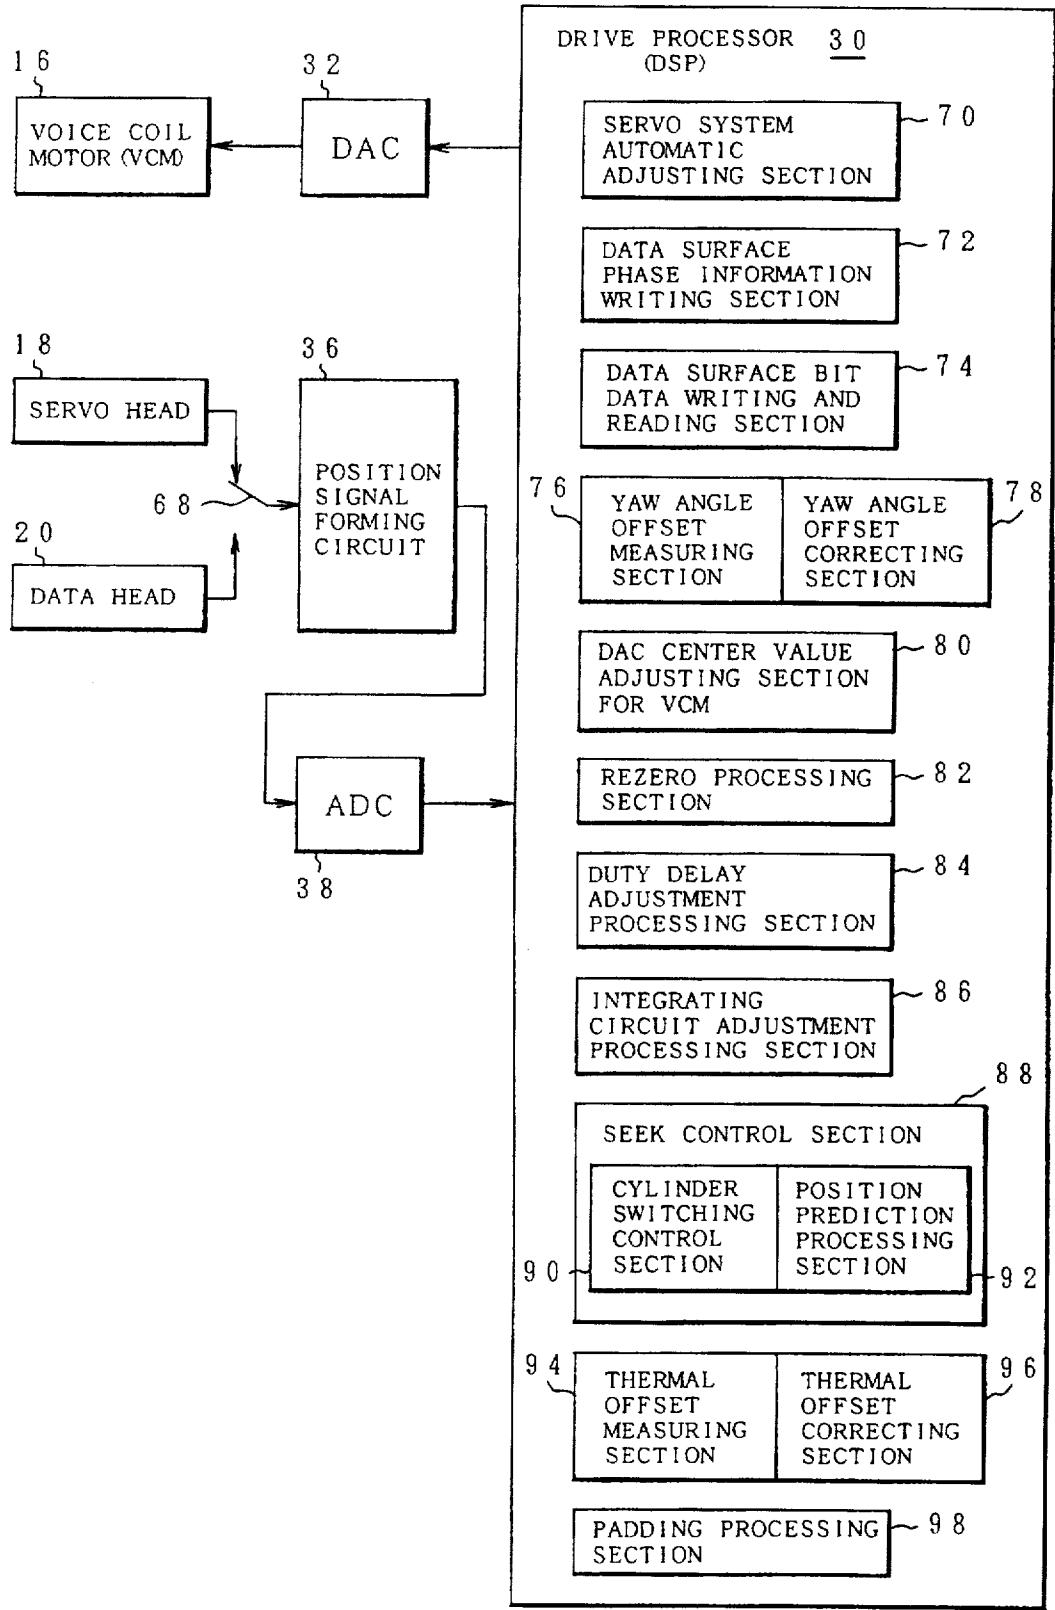 DRIVE PROCESSOR 30
(DSP)
16
VOICE COIL
MOTOR (VCM)
32
DAC
18
SERVO HEAD
68
20
DATA HEAD
36
POSITION
SIGNAL
FORMING
CIRCUIT
ADC
38
SERVO SYSTEM
AUTOMATIC
ADJUSTING SECTION
70
DATA SURFACE
PHASE INFORMATION
WRITING SECTION
72
DATA SURFACE BIT
DATA WRITING AND
READING SECTION
74
76
YAW ANGLE
OFFSET
MEASURING
SECTION
YAW ANGLE
OFFSET
CORRECTING
SECTION
78
DAC CENTER VALUE
ADJUSTING SECTION
FOR VCM
80
REZERO PROCESSING
SECTION
82
DUTY DELAY
ADJUSTMENT
PROCESSING SECTION
84
INTEGRATING
CIRCUIT ADJUSTMENT
PROCESSING SECTION
86
88
SEEK CONTROL SECTION
CYLINDER
SWITCHING
CONTROL
SECTION
90
POSITION
PREDICTION
PROCESSING
SECTION
92
94
THERMAL
OFFSET
MEASURING
SECTION
THERMAL
OFFSET
CORRECTING
SECTION
96
PADDING PROCESSING
SECTION
98